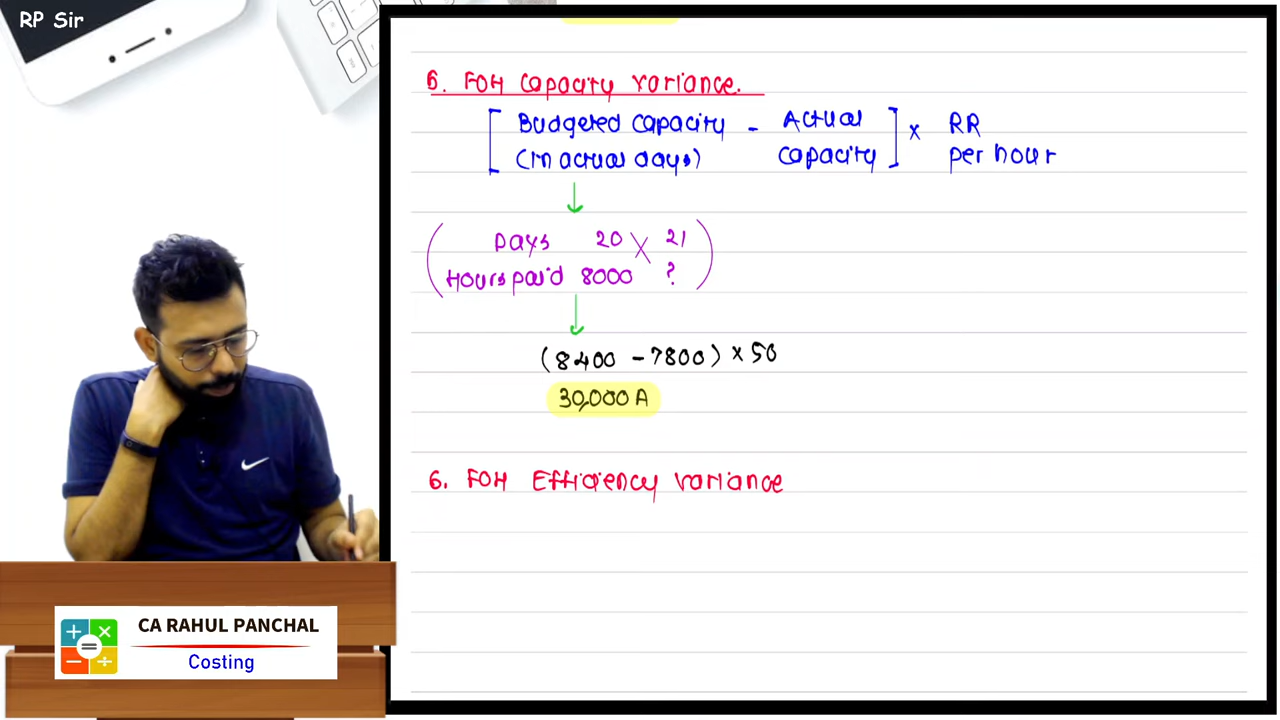 RP Sir
5. FOH Capacity variance.
[ Budgeted capacity - Actual ] × RR
(in actual days) capacity per hour
Days 20 21
Hours paid 8000 ?
(8400 - 7800) × 50
30,000 A
6. FOH Efficiency variance
CA RAHUL PANCHAL
Costing